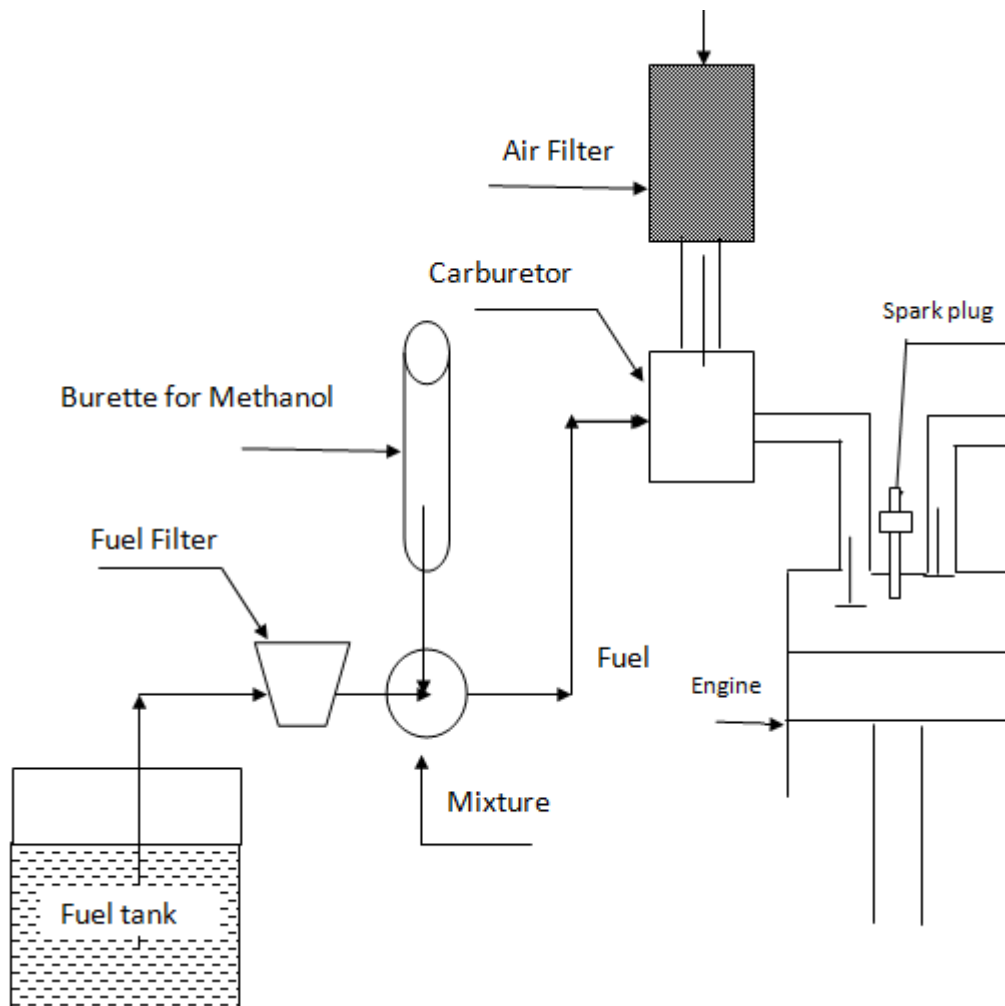 Air Filter
Carburetor
Spark plug
Burette for Methanol
Fuel Filter
Fuel
Engine
Mixture
Fuel tank